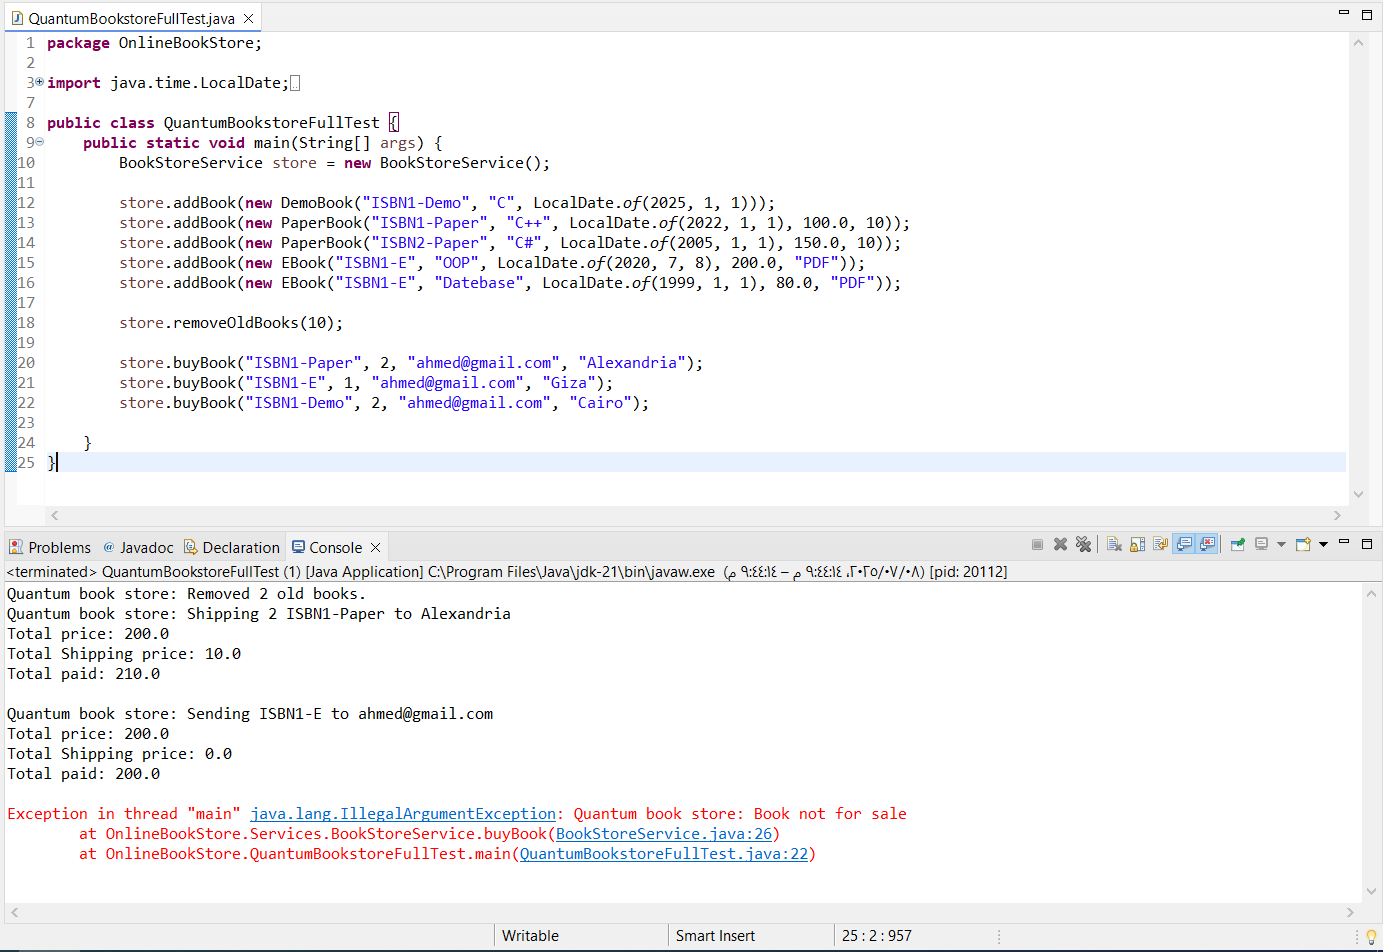 QuantumBookstoreFullTest.java
1 package OnlineBookStore;
2
3 import java.time.LocalDate;
7
8 public class QuantumBookstoreFullTest {
9     public static void main(String[] args) {
10         BookStoreService store = new BookStoreService();
11
12         store.addBook(new DemoBook("ISBN1-Demo", "C", LocalDate.of(2025, 1, 1)));
13         store.addBook(new PaperBook("ISBN1-Paper", "C++", LocalDate.of(2022, 1, 1), 100.0, 10));
14         store.addBook(new PaperBook("ISBN2-Paper", "C#", LocalDate.of(2005, 1, 1), 150.0, 10));
15         store.addBook(new EBook("ISBN1-E", "OOP", LocalDate.of(2020, 7, 8), 200.0, "PDF"));
16         store.addBook(new EBook("ISBN1-E", "Datebase", LocalDate.of(1999, 1, 1), 80.0, "PDF"));
17
18         store.removeOldBooks(10);
19
20         store.buyBook("ISBN1-Paper", 2, "ahmed@gmail.com", "Alexandria");
21         store.buyBook("ISBN1-E", 1, "ahmed@gmail.com", "Giza");
22         store.buyBook("ISBN1-Demo", 2, "ahmed@gmail.com", "Cairo");
23
24     }
25 }
Problems @ Javadoc Declaration Console
<terminated> QuantumBookstoreFullTest (1) [Java Application] C:\Program Files\Java\jdk-21\bin\javaw.exe (٠٨‏/٠٧‏/٢٠٢٥، ٩:٤٤:١٤ م – ٩:٤٤:١٤ م) [pid: 20112]
Quantum book store: Removed 2 old books.
Quantum book store: Shipping 2 ISBN1-Paper to Alexandria
Total price: 200.0
Total Shipping price: 10.0
Total paid: 210.0

Quantum book store: Sending ISBN1-E to ahmed@gmail.com
Total price: 200.0
Total Shipping price: 0.0
Total paid: 200.0

Exception in thread "main" java.lang.IllegalArgumentException: Quantum book store: Book not for sale
        at OnlineBookStore.Services.BookStoreService.buyBook(BookStoreService.java:26)
        at OnlineBookStore.QuantumBookstoreFullTest.main(QuantumBookstoreFullTest.java:22)
Writable Smart Insert 25 : 2 : 957